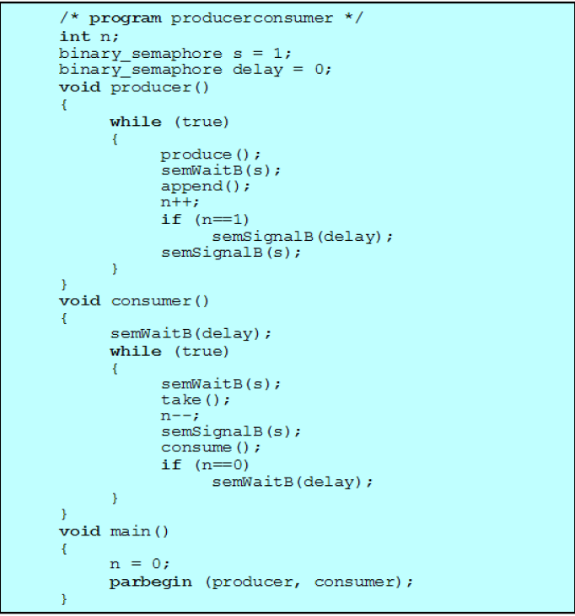 /* program producerconsumer */
int n;
binary_semaphore s = 1;
binary_semaphore delay = 0;
void producer()
{
while (true)
{
produce();
semWaitB(s);
append();
n++;
if (n==1)
semSignalB(delay);
semSignalB(s);
}
}
void consumer()
{
semWaitB(delay);
while (true)
{
semWaitB(s);
take();
n--;
semSignalB(s);
consume();
if (n==0)
semWaitB(delay);
}
}
void main()
{
n = 0;
parbegin (producer, consumer);
}